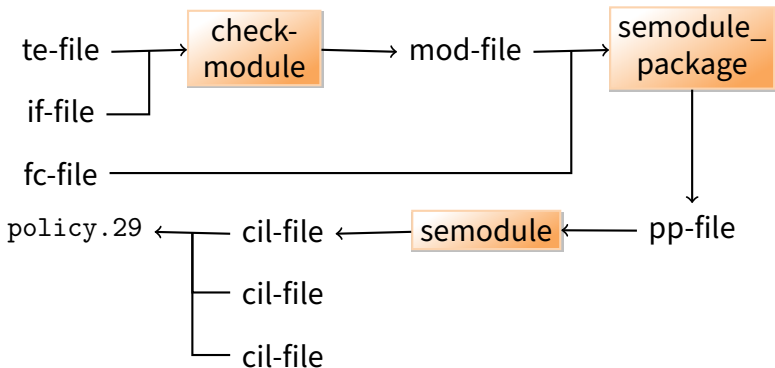 te-file
check-
module
mod-file
semodule_
package
if-file
fc-file
policy.29
cil-file
semodule
pp-file
cil-file
cil-file